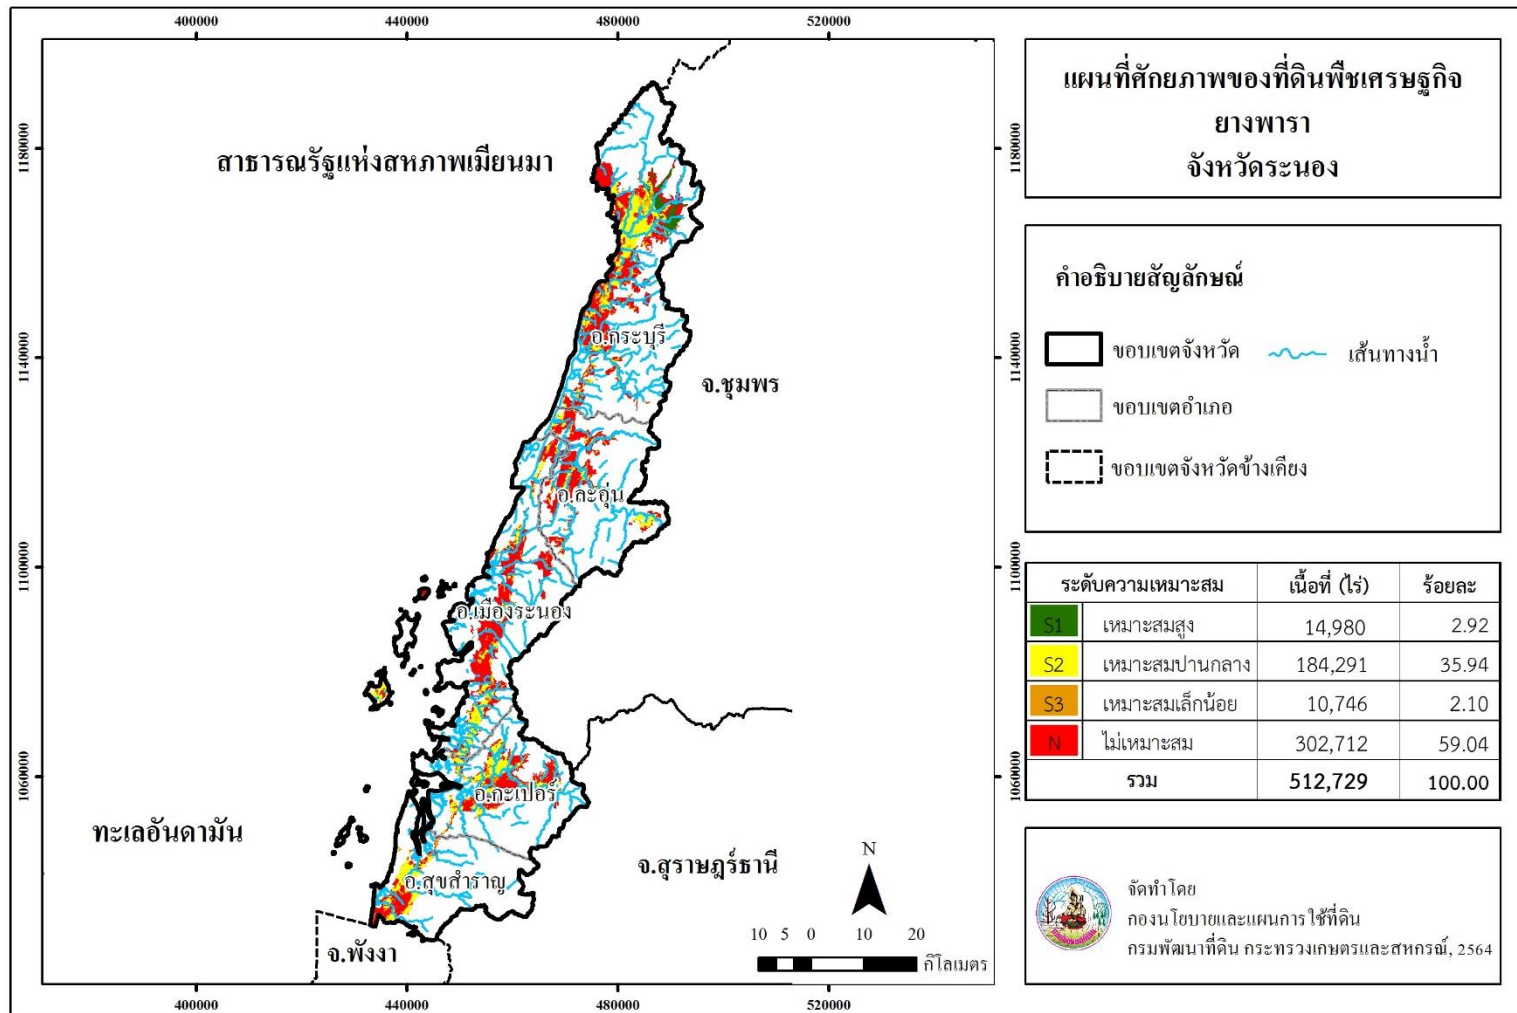 400000 440000 480000 520000
แผนที่ศักยภาพของที่ดินพืชเศรษฐกิจ
ยางพารา
จังหวัดระนอง
1180000 1180000
สาธารณรัฐแห่งสหภาพเมียนมา
คำอธิบายสัญลักษณ์
ขอบเขตจังหวัด เส้นทางน้ำ
ขอบเขตอำเภอ
ขอบเขตจังหวัดข้างเคียง
อ.กระบุรี
1140000 1140000
จ.ชุมพร
อ.ละอุ่น
1100000 1100000
อ.เมืองระนอง
ระดับความเหมาะสม เนื้อที่ (ไร่) ร้อยละ
S1 เหมาะสมสูง 14,980 2.92
S2 เหมาะสมปานกลาง 184,291 35.94
S3 เหมาะสมเล็กน้อย 10,746 2.10
N ไม่เหมาะสม 302,712 59.04
รวม 512,729 100.00
1060000 1060000
อ.กะเปอร์
ทะเลอันดามัน
จ.สุราษฎร์ธานี
อ.สุขสำราญ
จ.พังงา
N
10 5 0 10 20
กิโลเมตร
จัดทำโดย
กองนโยบายและแผนการใช้ที่ดิน
กรมพัฒนาที่ดิน กระทรวงเกษตรและสหกรณ์, 2564
400000 440000 480000 520000